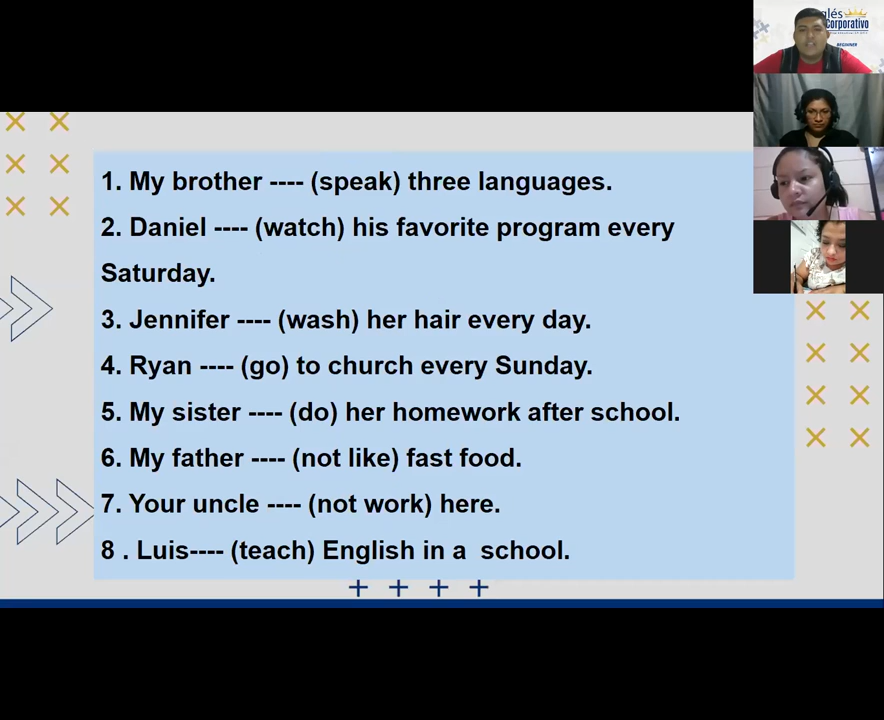 glés
Corporativo
BEGINNER
1. My brother ---- (speak) three languages.
2. Daniel ---- (watch) his favorite program every
Saturday.
3. Jennifer ---- (wash) her hair every day.
4. Ryan ---- (go) to church every Sunday.
5. My sister ---- (do) her homework after school.
6. My father ---- (not like) fast food.
7. Your uncle ---- (not work) here.
8 . Luis---- (teach) English in a  school.